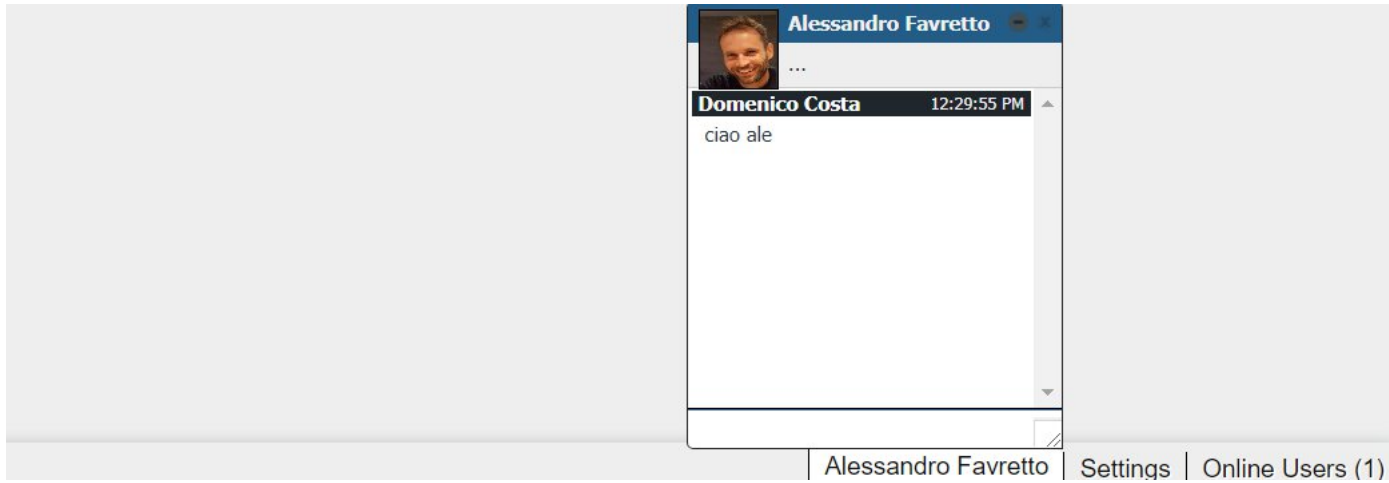 Alessandro Favretto
...
Domenico Costa 12:29:55 PM
ciao ale
Alessandro Favretto Settings Online Users (1)